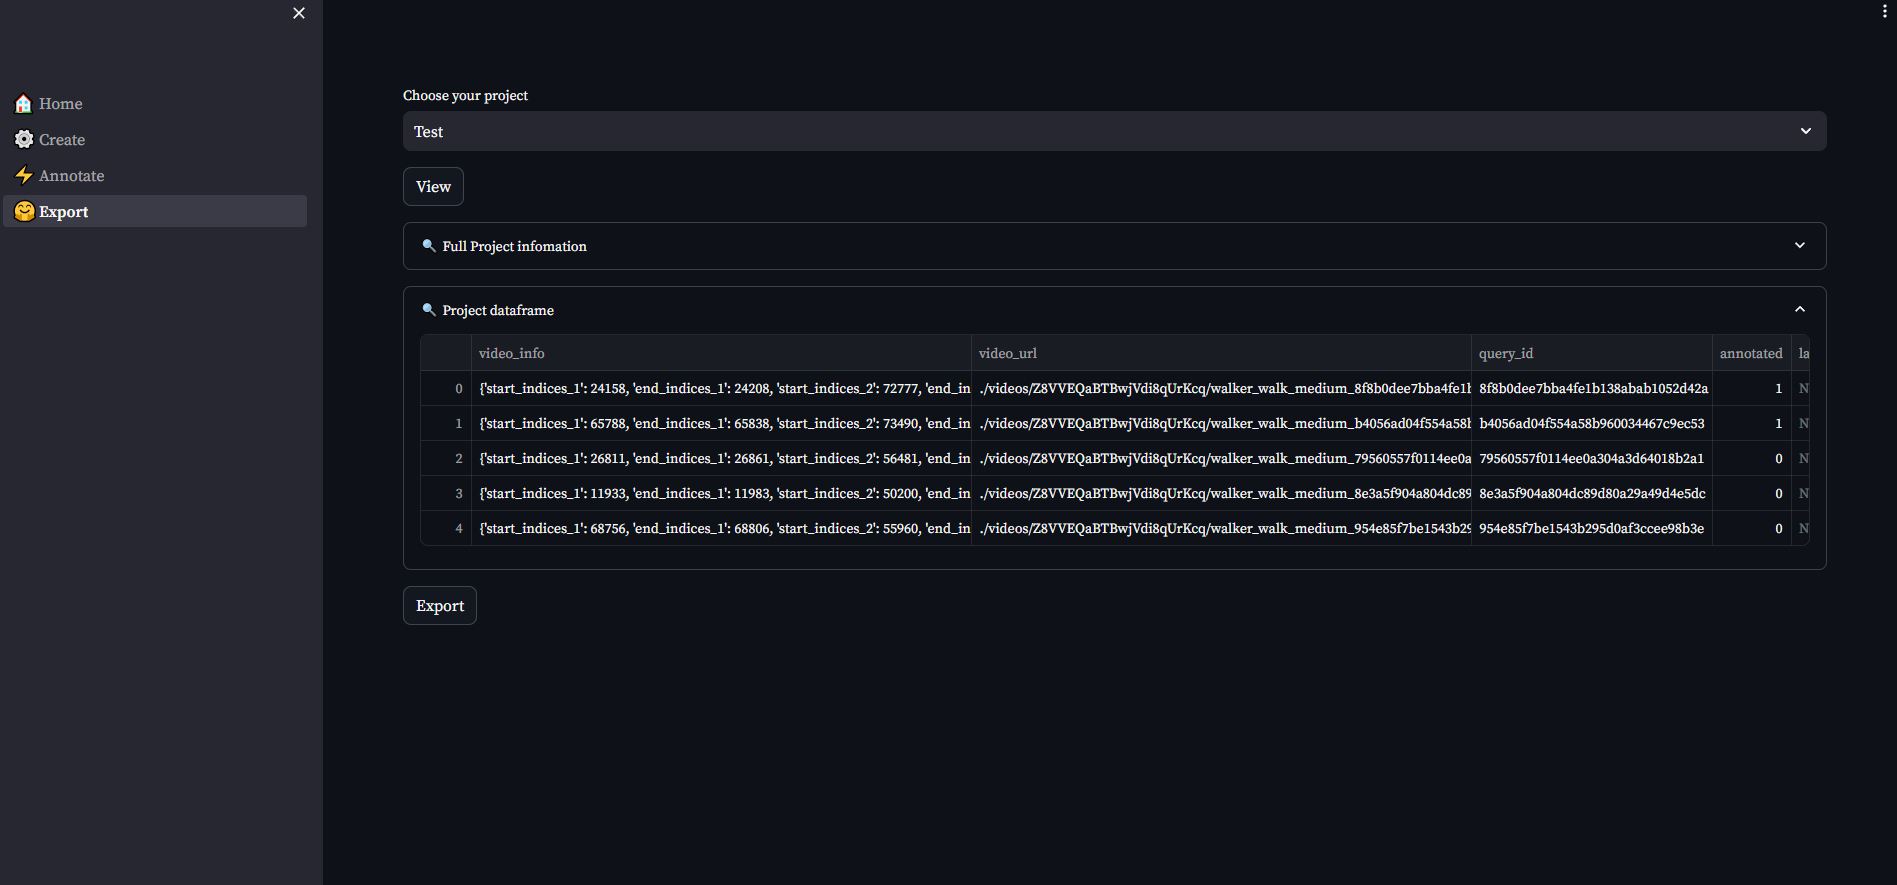 Home
Create
Annotate
Export
Choose your project
Test
View
Full Project infomation
Project dataframe
video_info video_url query_id annotated la
0 {'start_indices_1': 24158, 'end_indices_1': 24208, 'start_indices_2': 72777, 'end_in ./videos/Z8VVEQaBTBwjVdi8qUrKcq/walker_walk_medium_8f8b0dee7bba4fe1b 8f8b0dee7bba4fe1b138abab1052d42a 1 N
1 {'start_indices_1': 65788, 'end_indices_1': 65838, 'start_indices_2': 73490, 'end_in ./videos/Z8VVEQaBTBwjVdi8qUrKcq/walker_walk_medium_b4056ad04f554a58b b4056ad04f554a58b960034467c9ec53 1 N
2 {'start_indices_1': 26811, 'end_indices_1': 26861, 'start_indices_2': 56481, 'end_in ./videos/Z8VVEQaBTBwjVdi8qUrKcq/walker_walk_medium_79560557f0114ee0a 79560557f0114ee0a304a3d64018b2a1 0 N
3 {'start_indices_1': 11933, 'end_indices_1': 11983, 'start_indices_2': 50200, 'end_in ./videos/Z8VVEQaBTBwjVdi8qUrKcq/walker_walk_medium_8e3a5f904a804dc89 8e3a5f904a804dc89d80a29a49d4e5dc 0 N
4 {'start_indices_1': 68756, 'end_indices_1': 68806, 'start_indices_2': 55960, 'end_in ./videos/Z8VVEQaBTBwjVdi8qUrKcq/walker_walk_medium_954e85f7be1543b29 954e85f7be1543b295d0af3ccee98b3e 0 N
Export